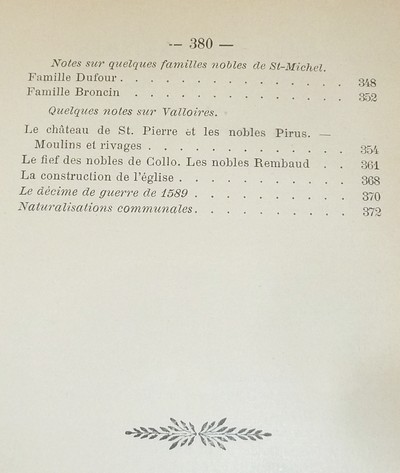 — 380 —
Notes sur quelques familles nobles de St-Michel.
Famille Dufour . . . . . . . . . . . . . 348
Famille Broncin . . . . . . . . . . . . 352
Quelques notes sur Valloires.
Le château de St. Pierre et les nobles Pirus. —
Moulins et rivages . . . . . . . . . . . 354
Le fief des nobles de Collo. Les nobles Rembaud . . 361
La construction de l'église . . . . . . . . . 368
Le décime de guerre de 1589 . . . . . . . . 370
Naturalisations communales . . . . . . . . . 372